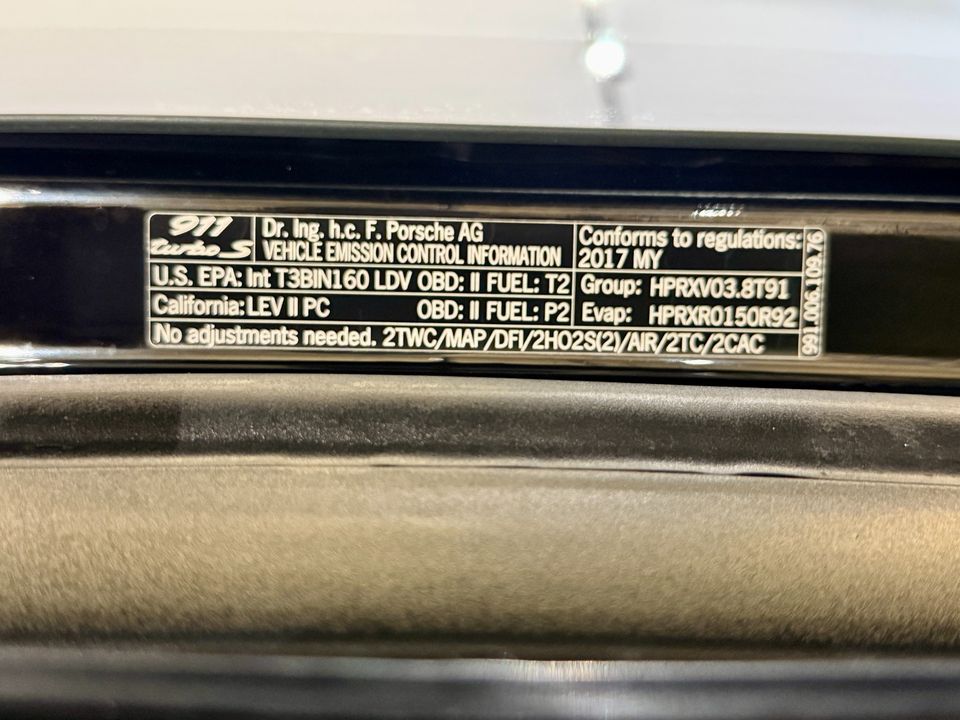 911
turbo S
Dr. Ing. h.c. F. Porsche AG
VEHICLE EMISSION CONTROL INFORMATION
Conforms to regulations:
2017 MY
U.S. EPA: Int T3BIN160 LDV OBD: II FUEL: T2
California: LEV II PC OBD: II FUEL: P2
Group: HPRXV03.8T91
Evap: HPRXR0150R92
No adjustments needed. 2TWC/MAP/DFI/2HO2S(2)/AIR/2TC/2CAC
991.006.109.76